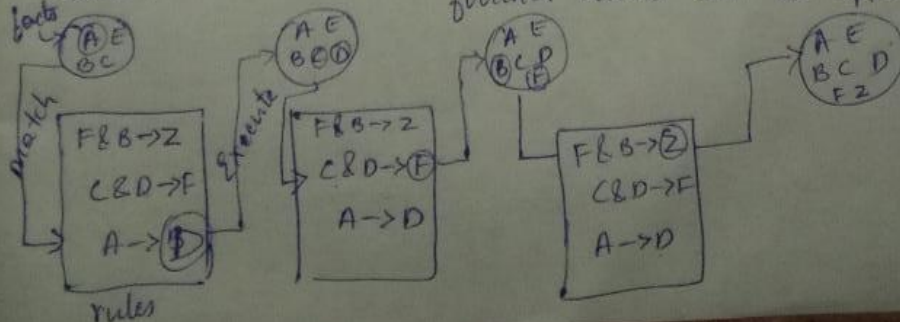 facts
A E
B C
Match
F&B->Z
C&D->F
A->D
rules
Execute
A E
B C D
F&B->Z
C&D->F
A->D
A E
B C D
F
F&B->Z
C&D->F
A->D
A E
B C D
F Z